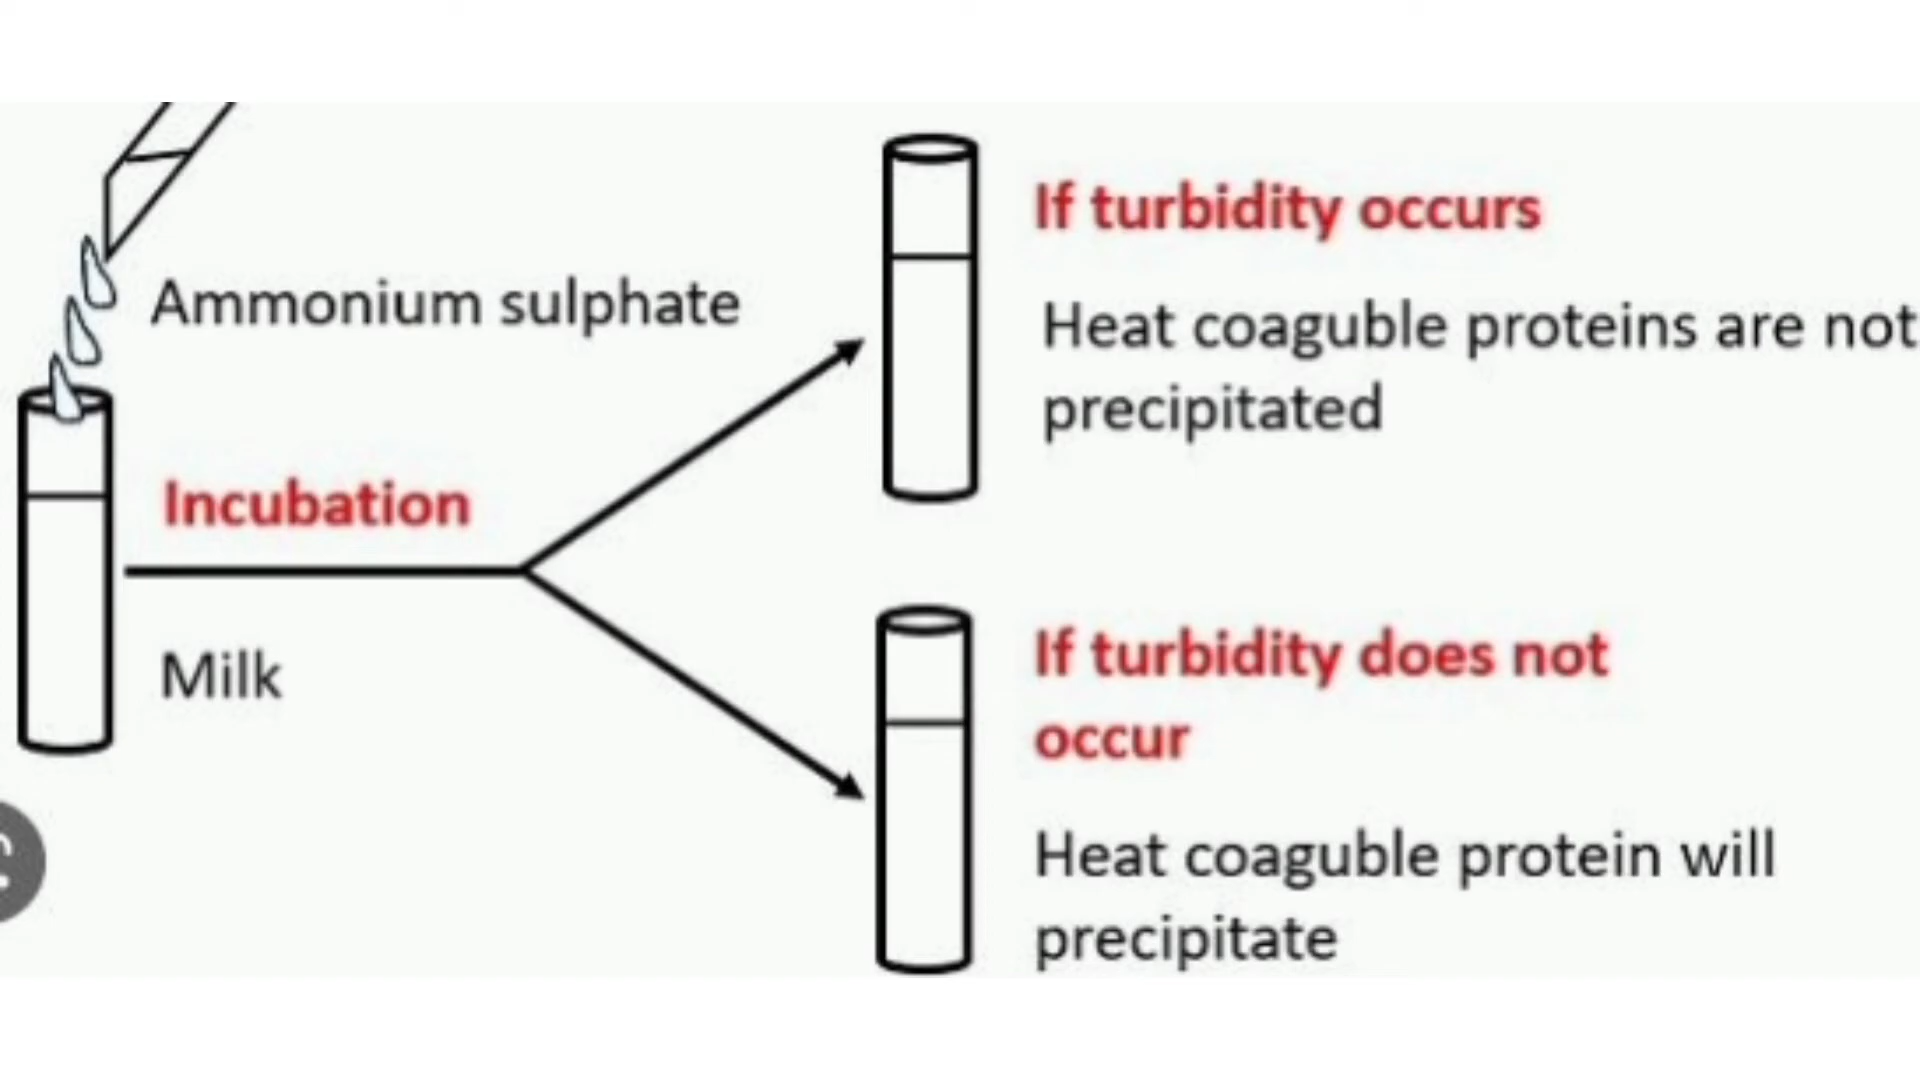 Ammonium sulphate
Incubation
Milk
If turbidity occurs
Heat coaguble proteins are not
precipitated
If turbidity does not
occur
Heat coaguble protein will
precipitate